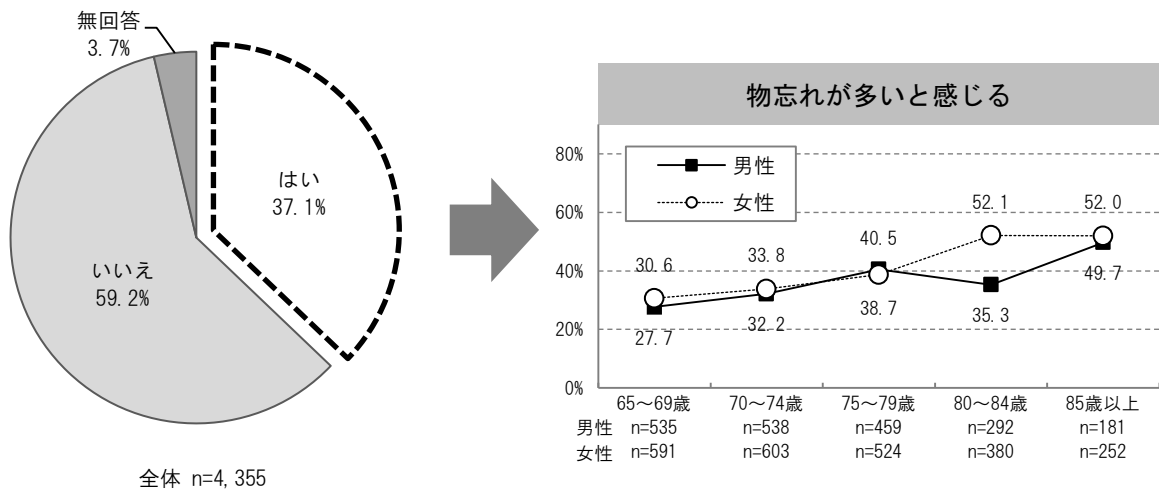 無回答
3.7%
はい
37.1%
いいえ
59.2%
全体 n=4,355
物忘れが多いと感じる
80%
60%
40%
20%
0%
男性
女性
30.6
33.8
40.5
52.1
52.0
27.7
32.2
38.7
35.3
49.7
65～69歳 70～74歳 75～79歳 80～84歳 85歳以上
男性 n=535 n=538 n=459 n=292 n=181
女性 n=591 n=603 n=524 n=380 n=252